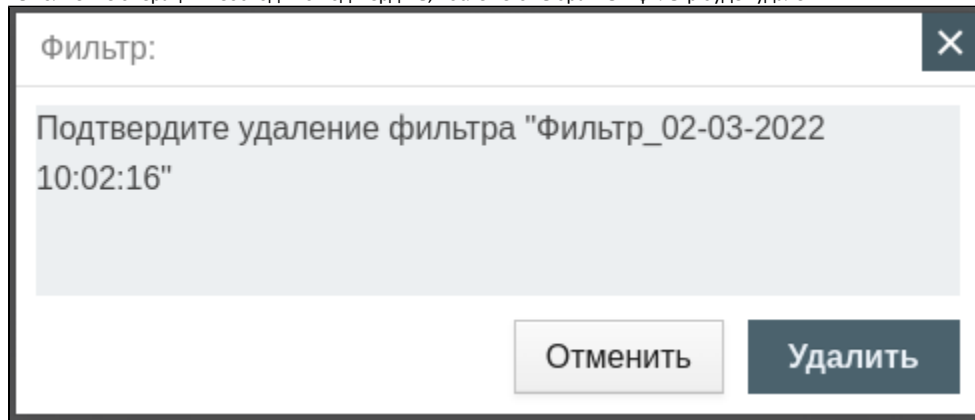 Фильтр:
Подтвердите удаление фильтра "Фильтр_02-03-2022
10:02:16"
Отменить
Удалить